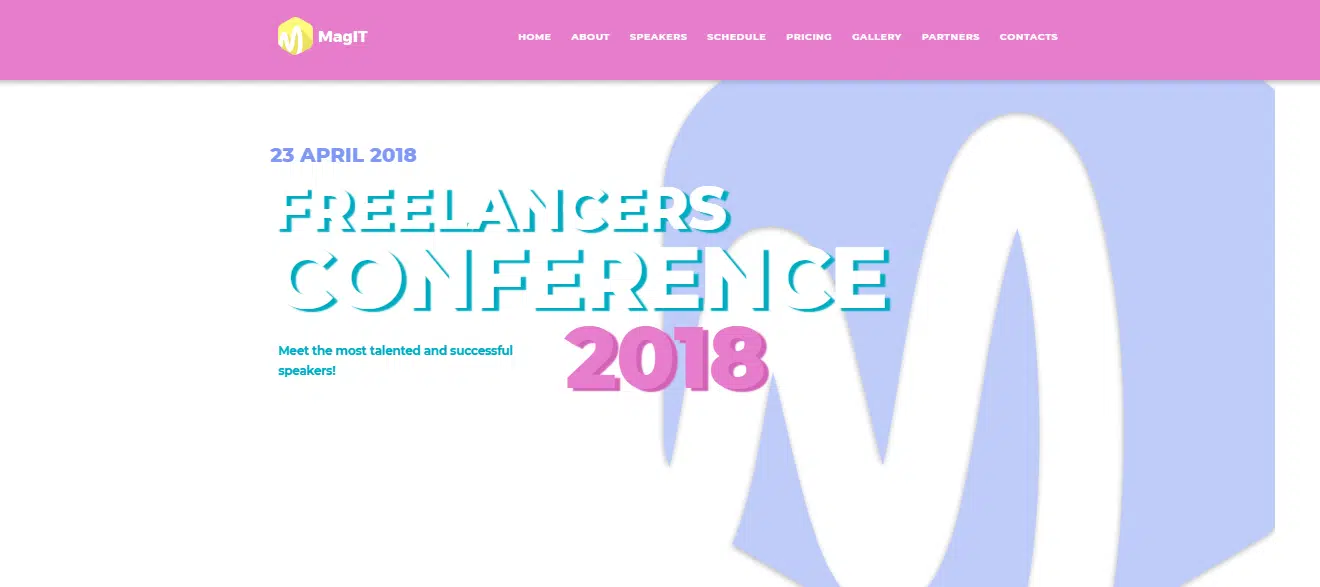 MagIT
HOME ABOUT SPEAKERS SCHEDULE PRICING GALLERY PARTNERS CONTACTS
23 APRIL 2018
FREELANCERS
CONFERENCE
2018
Meet the most talented and successful
speakers!